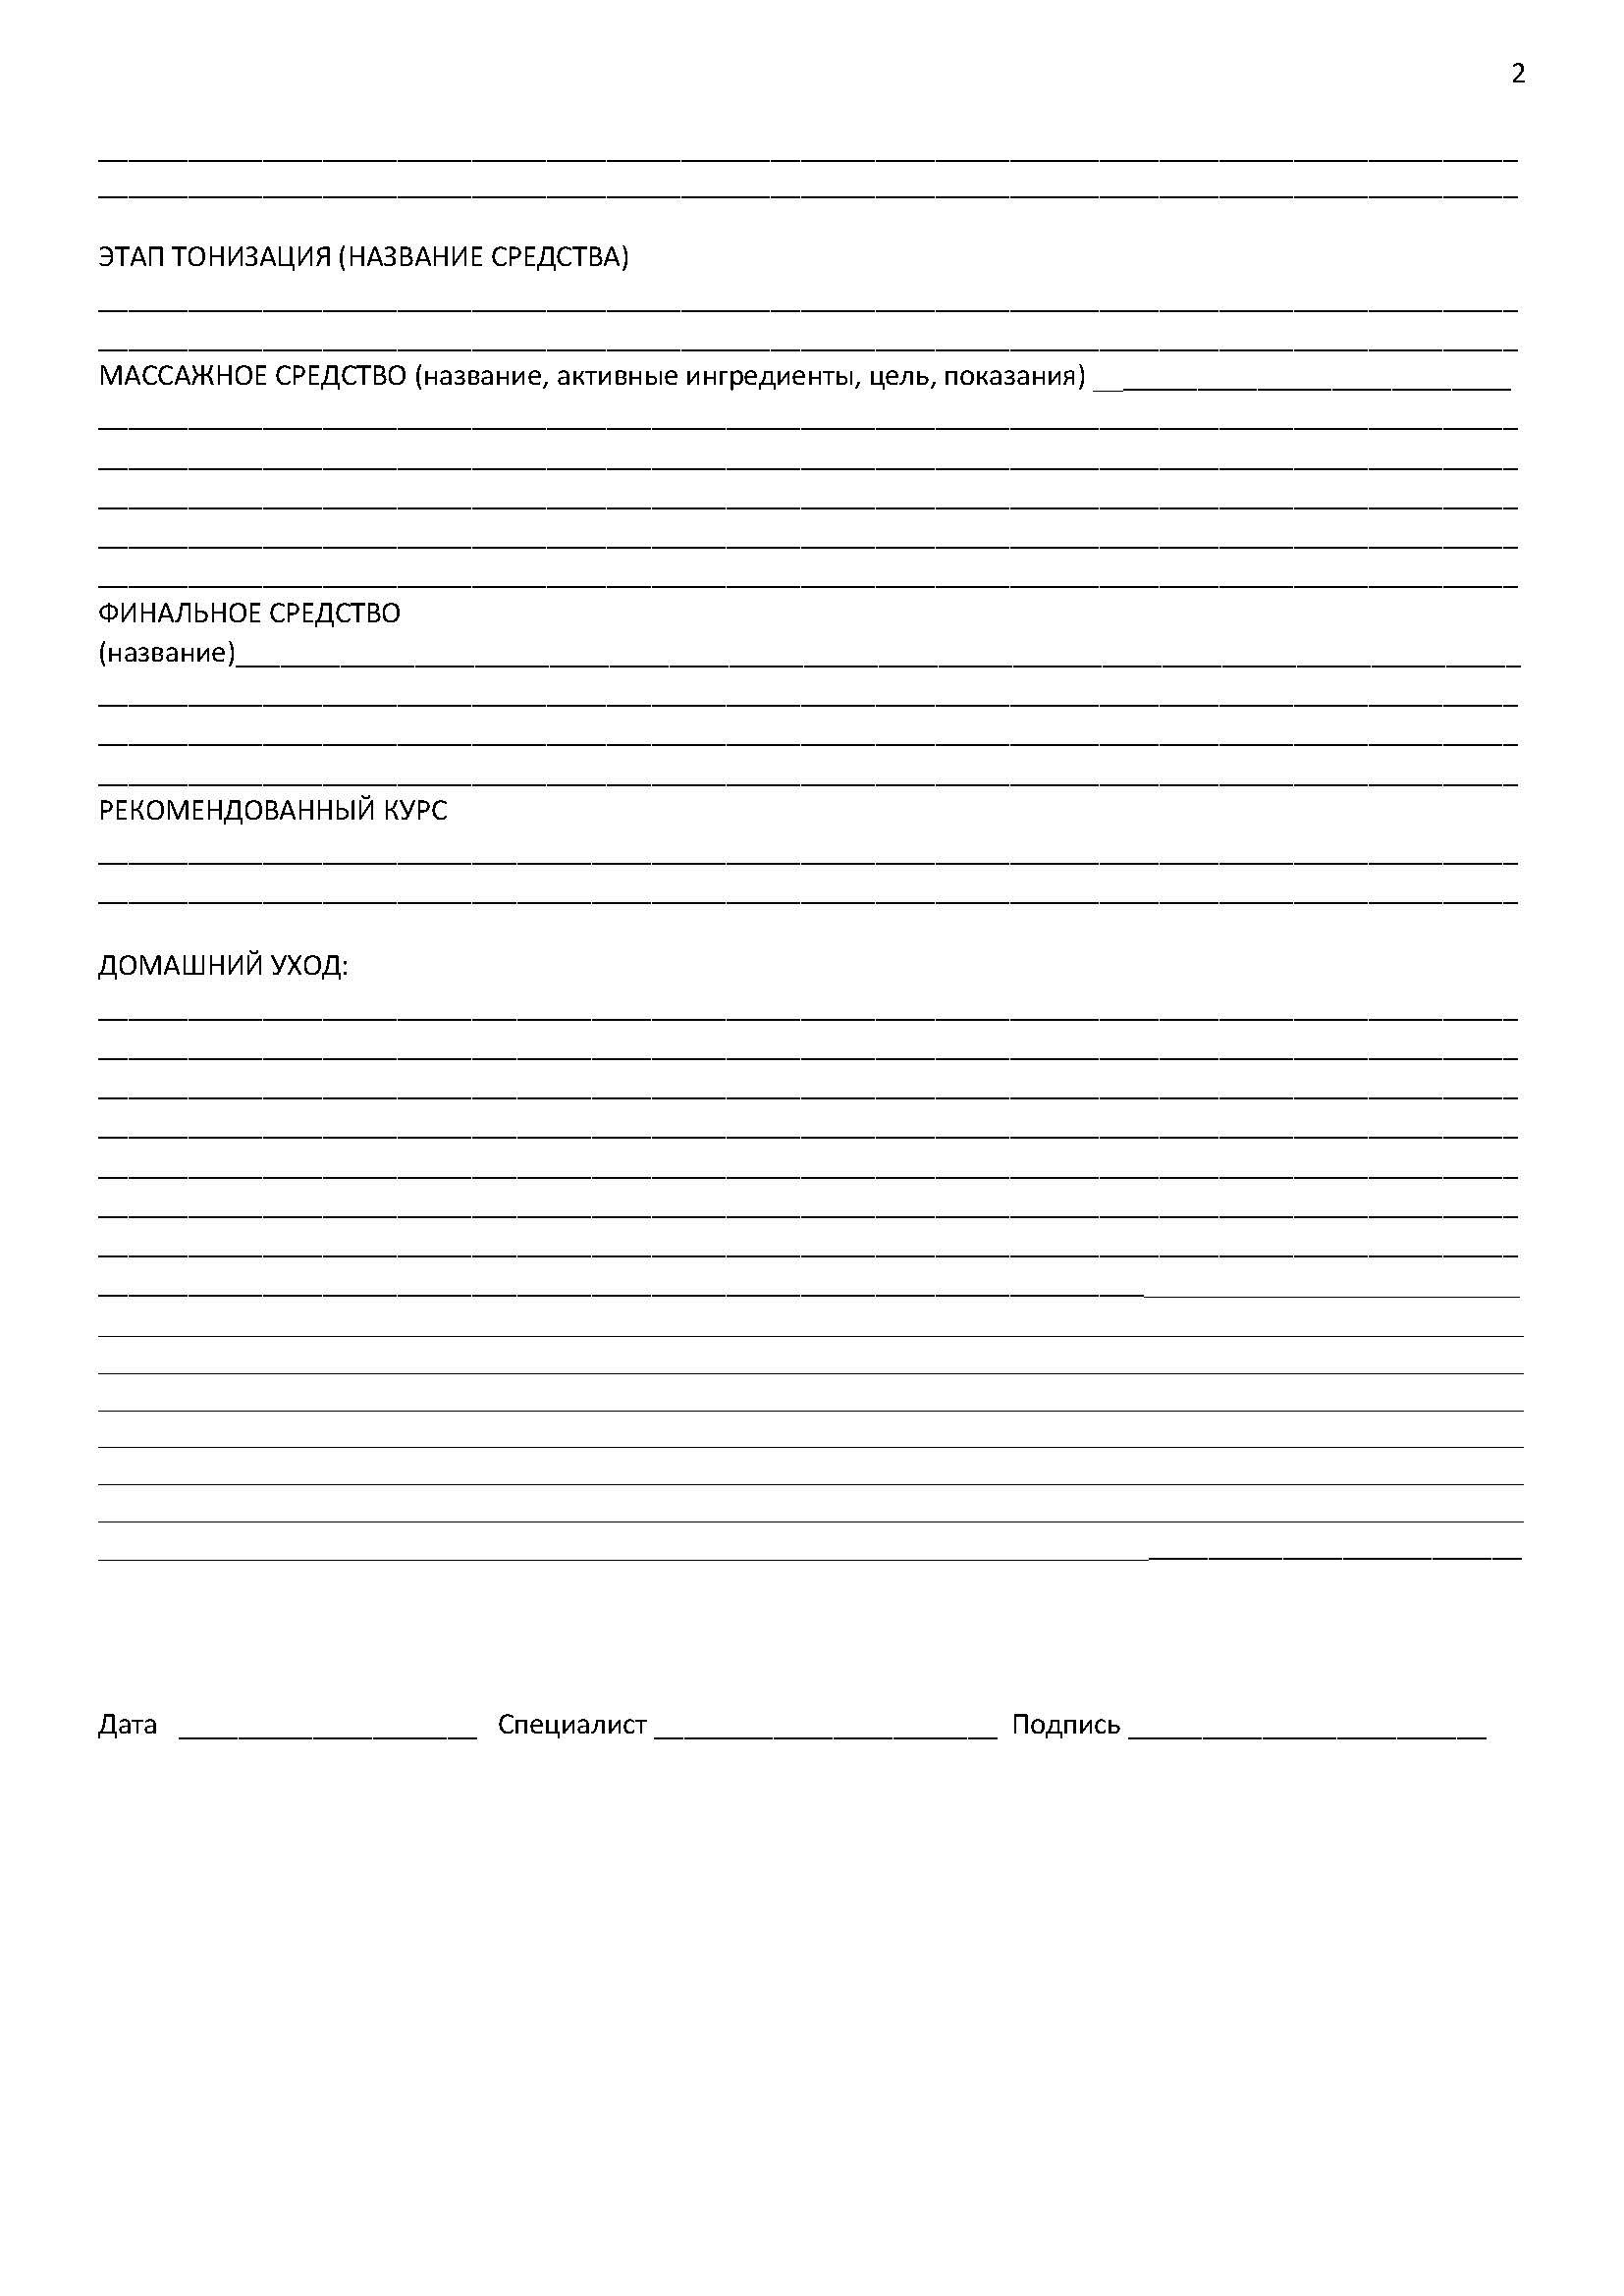 2
ЭТАП ТОНИЗАЦИЯ (НАЗВАНИЕ СРЕДСТВА)
МАССАЖНОЕ СРЕДСТВО (название, активные ингредиенты, цель, показания)
ФИНАЛЬНОЕ СРЕДСТВО
(название)
РЕКОМЕНДОВАННЫЙ КУРС
ДОМАШНИЙ УХОД:
Дата Специалист Подпись